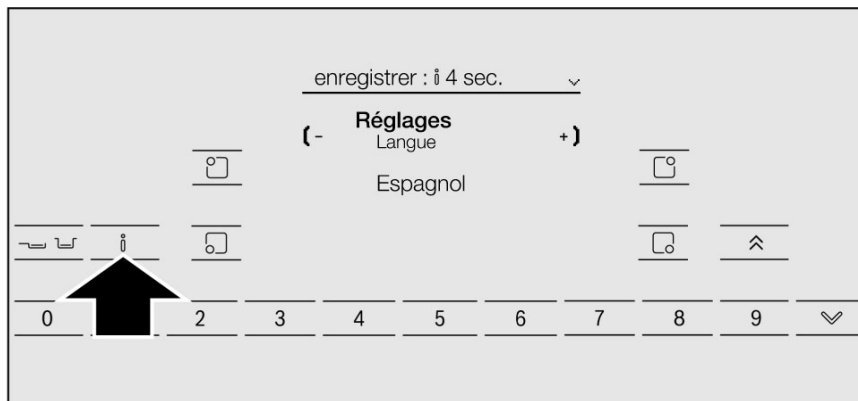 enregistrer : i 4 sec.
(- Réglages +)
Langue
Espagnol
i
0 2 3 4 5 6 7 8 9